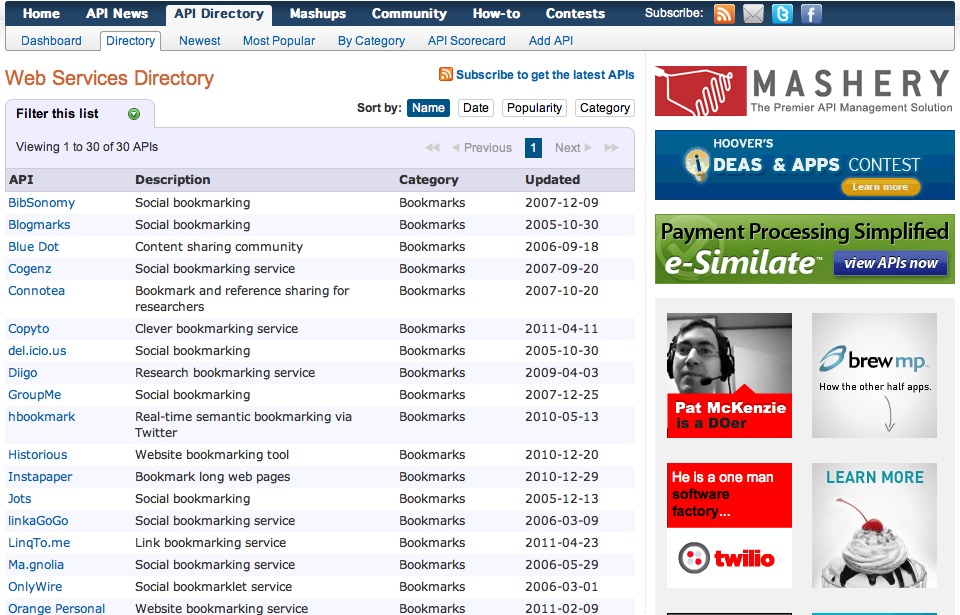 Home API News API Directory Mashups Community How-to Contests Subscribe:
Dashboard Directory Newest Most Popular By Category API Scorecard Add API
Web Services Directory
Subscribe to get the latest APIs
Filter this list
Sort by: Name Date Popularity Category
Viewing 1 to 30 of 30 APIs
Previous 1 Next
API Description Category Updated
BibSonomy Social bookmarking Bookmarks 2007-12-09
Blogmarks Social bookmarking Bookmarks 2005-10-30
Blue Dot Content sharing community Bookmarks 2006-09-18
Cogenz Social bookmarking service Bookmarks 2007-09-20
Connotea Bookmark and reference sharing for Bookmarks 2007-10-20
researchers
Copyto Clever bookmarking service Bookmarks 2011-04-11
del.icio.us Social bookmarking Bookmarks 2005-10-30
Diigo Research bookmarking service Bookmarks 2009-04-03
GroupMe Social bookmarking Bookmarks 2007-12-25
hbookmark Real-time semantic bookmarking via Bookmarks 2010-05-13
Twitter
Historious Website bookmarking tool Bookmarks 2010-12-20
Instapaper Bookmark long web pages Bookmarks 2010-12-29
Jots Social bookmarking Bookmarks 2005-12-13
linkaGoGo Social bookmarking service Bookmarks 2006-03-09
LinqTo.me Link bookmarking service Bookmarks 2011-04-23
Ma.gnolia Social bookmarking service Bookmarks 2006-05-29
OnlyWire Social bookmarklet service Bookmarks 2006-03-01
Orange Personal Website bookmarking service Bookmarks 2011-02-09
MASHERY
The Premier API Management Solution
HOOVER'S
DEAS & APPS CONTEST
Learn more
Payment Processing Simplified
e-Similate™ view APIs now
Pat McKenzie
is a DOer
brew mp™
How the other half apps.
He is a one man
software
factory...
twilio
LEARN MORE